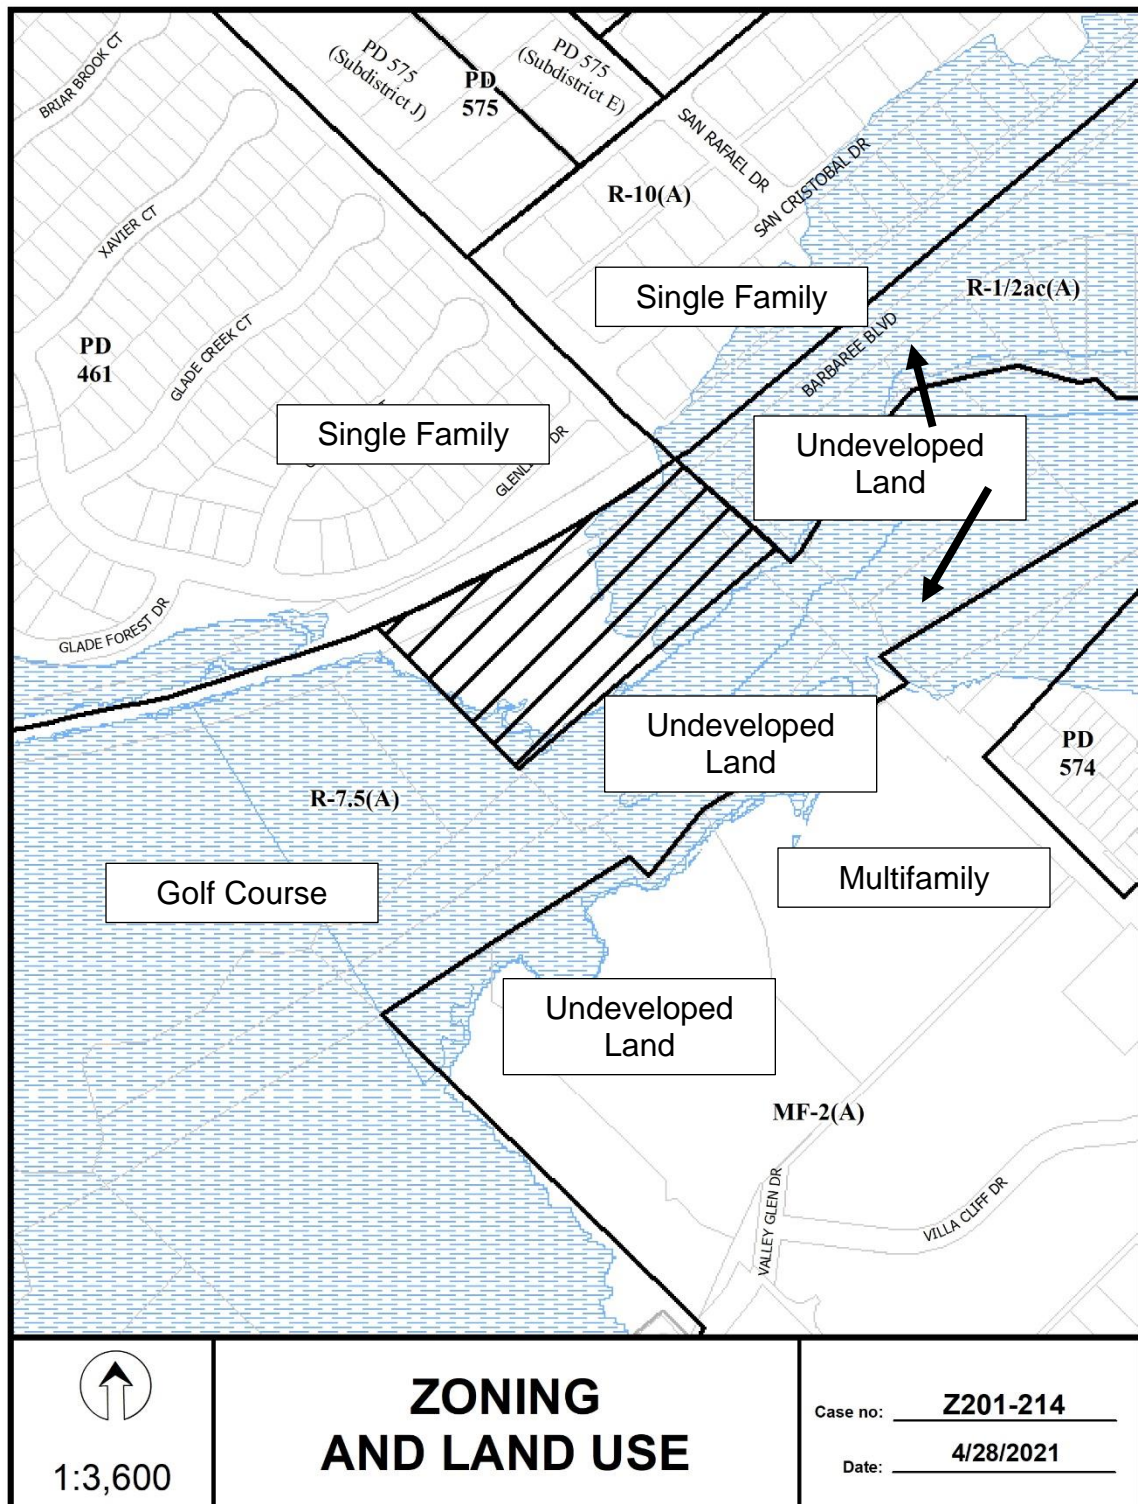 BRIAR BROOK CT
PD 575
(Subdistrict J)
PD
575
PD 575
(Subdistrict E)
SAN RAFAEL DR
SAN CRISTOBAL DR
R-10(A)
XAVIER CT
Single Family
R-1/2ac(A)
BARBAREE BLVD
PD
461
GLADE CREEK CT
Single Family
DR
Undeveloped
Land
GLADE FOREST DR
Undeveloped
Land
PD
574
R-7.5(A)
Golf Course
Multifamily
Undeveloped
Land
MF-2(A)
VALLEY GLEN DR
VILLA CLIFF DR
1:3,600
ZONING
AND LAND USE
Case no: Z201-214
Date: 4/28/2021